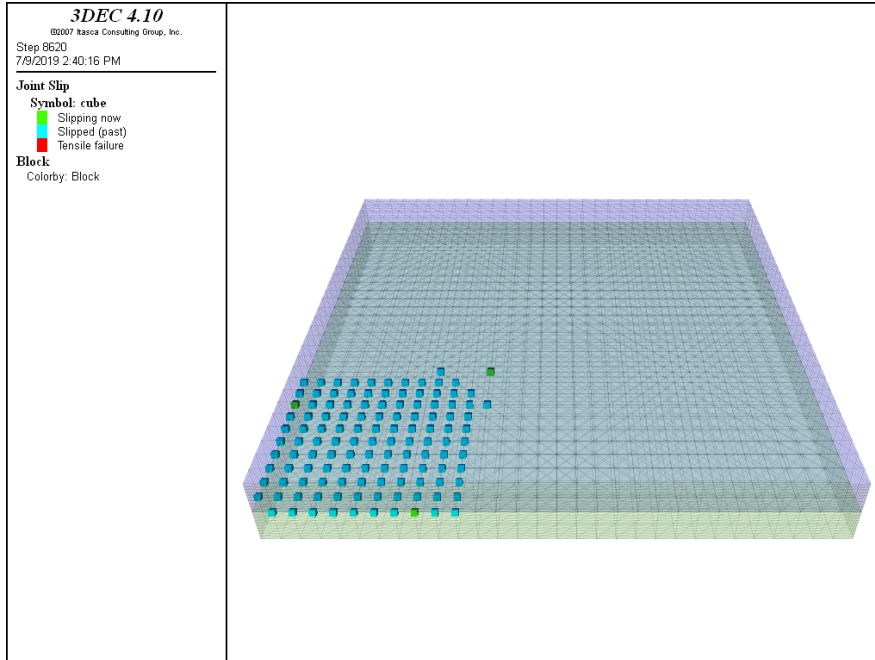 3DEC 4.10
©2007 Itasca Consulting Group, Inc.
Step 8620
7/9/2019 2:40:16 PM
Joint Slip
Symbol: cube
Slipping now
Slipped (past)
Tensile failure
Block
Colorby: Block